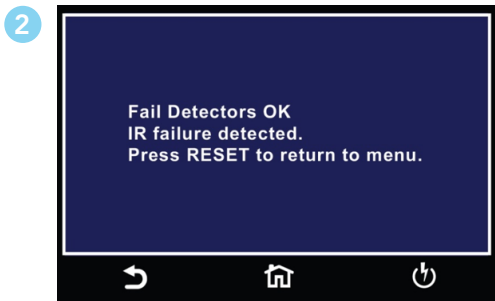 2
Fail Detectors OK
IR failure detected.
Press RESET to return to menu.